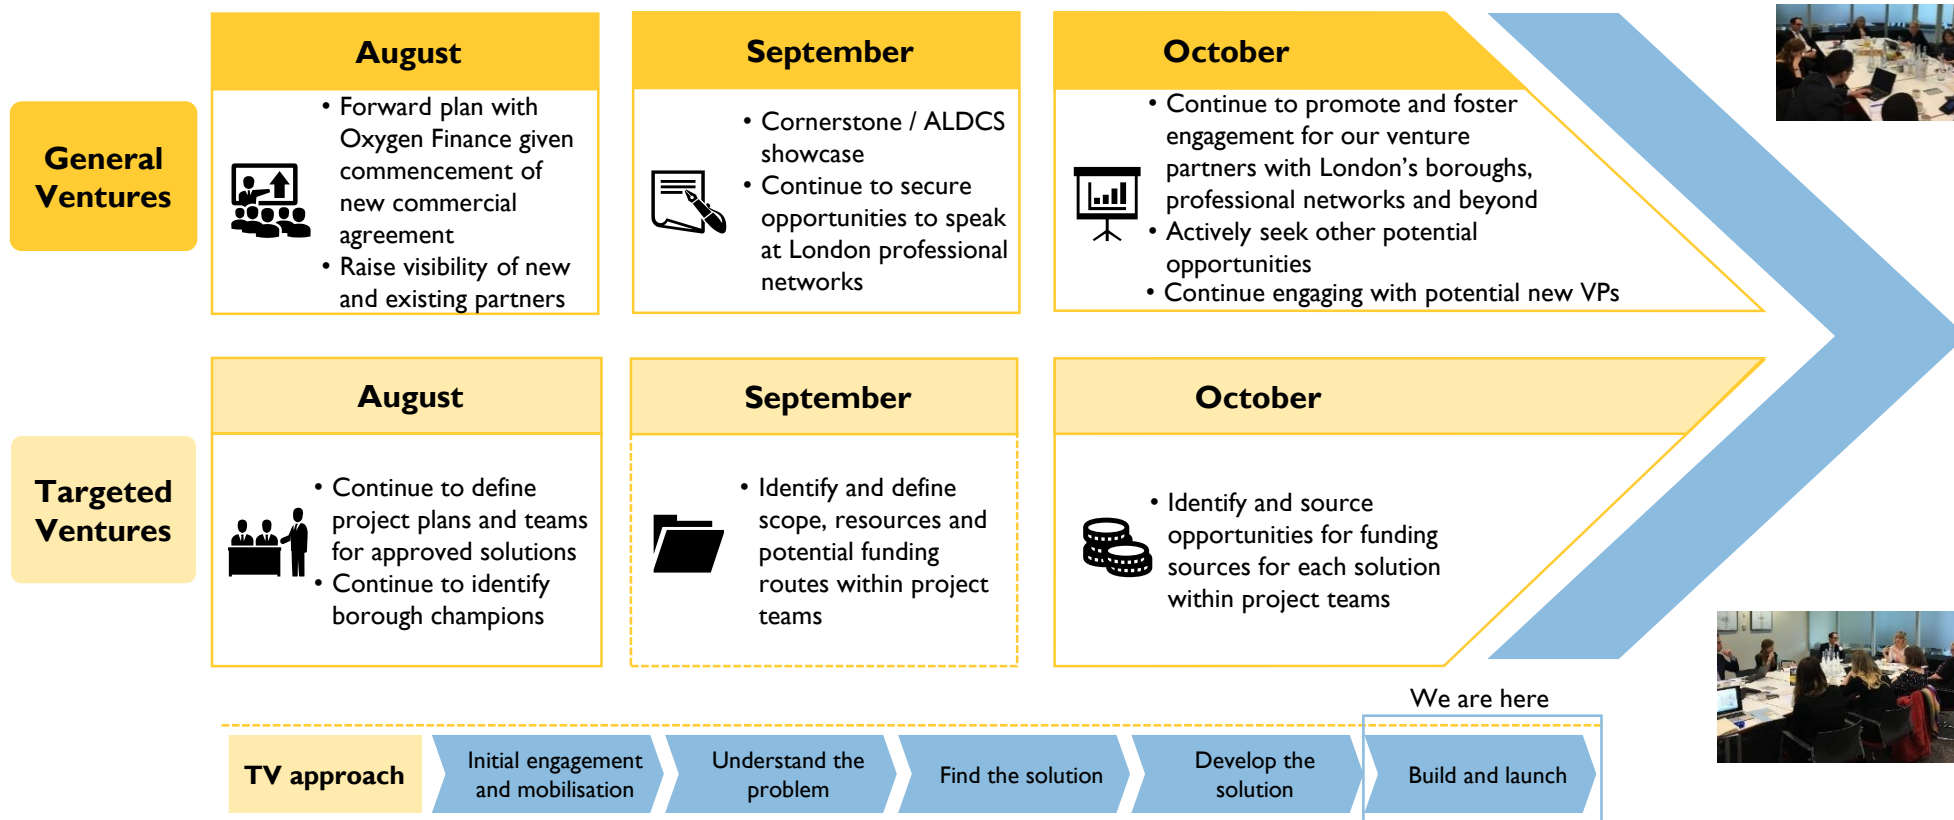 General
Ventures
August
• Forward plan with
Oxygen Finance given
commencement of
new commercial
agreement
• Raise visibility of new
and existing partners
September
• Cornerstone / ALDCS
showcase
• Continue to secure
opportunities to speak
at London professional
networks
October
• Continue to promote and foster
engagement for our venture
partners with London’s boroughs,
professional networks and beyond
• Actively seek other potential
opportunities
• Continue engaging with potential new VPs
Targeted
Ventures
August
• Continue to define
project plans and teams
for approved solutions
• Continue to identify
borough champions
September
• Identify and define
scope, resources and
potential funding
routes within project
teams
October
• Identify and source
opportunities for funding
sources for each solution
within project teams
We are here
TV approach
Initial engagement
and mobilisation
Understand the
problem
Find the solution
Develop the
solution
Build and launch